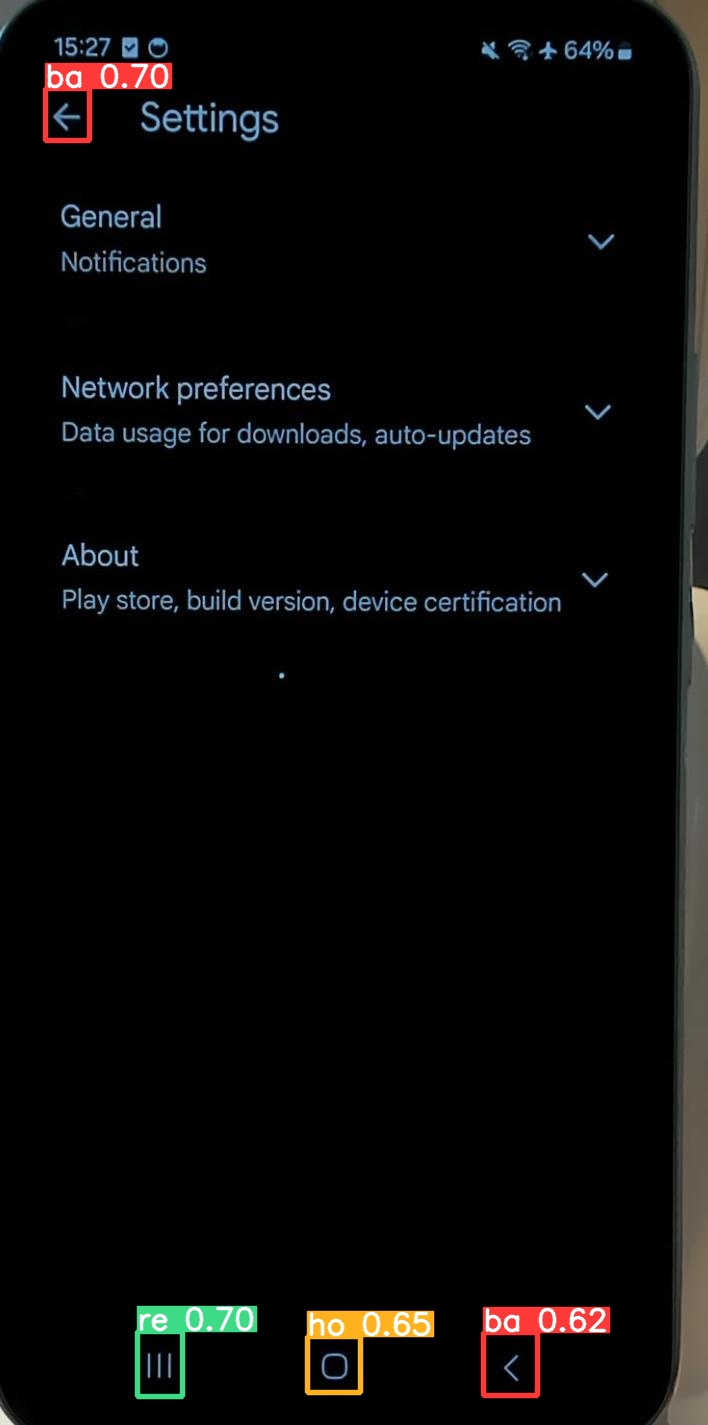 15:27 64%
ba 0.70
Settings
General
Notifications
Network preferences
Data usage for downloads, auto-updates
About
Play store, build version, device certification
re 0.70 ho 0.65 ba 0.62